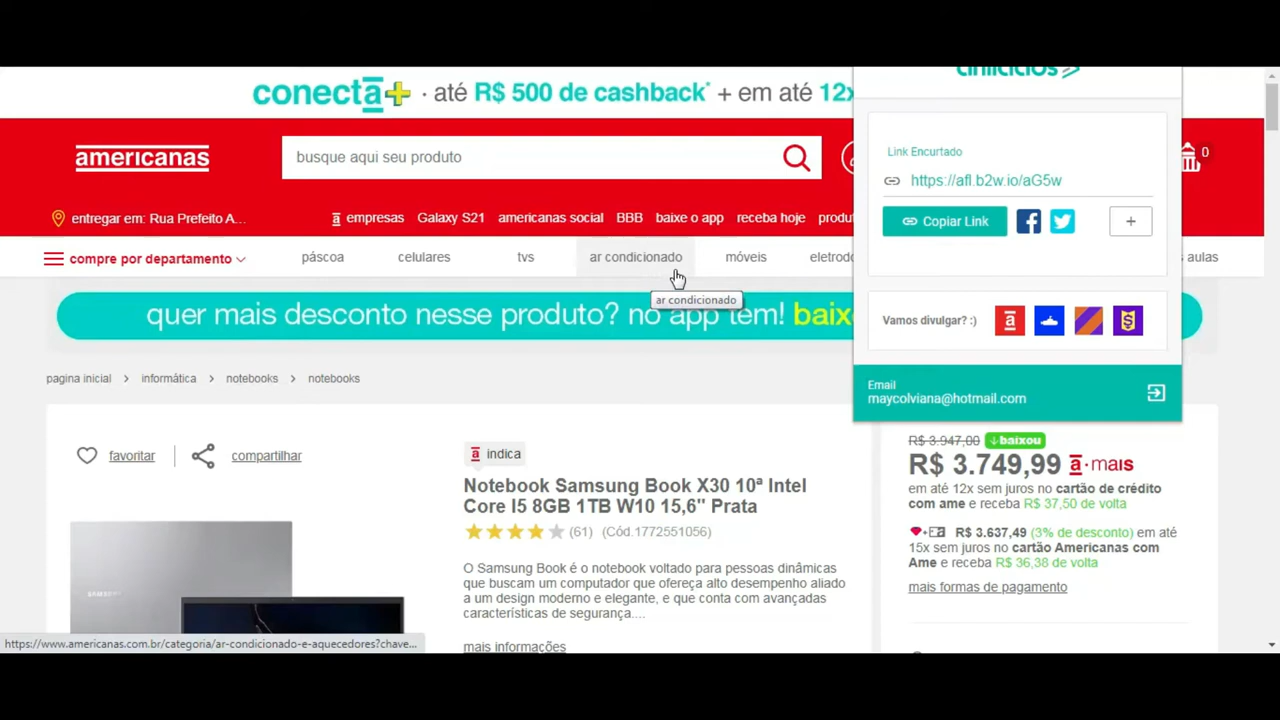 conectā+ · até R$ 500 de cashback* + em até 12x
americanas
busque aqui seu produto
0
entregar em: Rua Prefeito A...
ā empresas Galaxy S21 americanas social BBB baixe o app receba hoje
compre por departamento
páscoa celulares tvs ar condicionado móveis aulas
ar condicionado
quer mais desconto nesse produto? no app tem!
Link Encurtado
https://afl.b2w.io/aG5w
Copiar Link
+
Vamos divulgar? :)
Email
maycolviana@hotmail.com
pagina inicial > informática > notebooks > notebooks
favoritar
compartilhar
ā indica
Notebook Samsung Book X30 10ª Intel
Core I5 8GB 1TB W10 15,6" Prata
(61) (Cód.1772551056)
O Samsung Book é o notebook voltado para pessoas dinâmicas
que buscam um computador que ofereça alto desempenho aliado
a um design moderno e elegante, e que conta com avançadas
características de segurança....
mais informações
SAMSUNG
R$ 3.947,00 baixou
R$ 3.749,99 ā·mais
em até 12x sem juros no cartão de crédito
com ame e receba R$ 37,50 de volta
R$ 3.637,49 (3% de desconto) em até
15x sem juros no cartão Americanas com
Ame e receba R$ 36,38 de volta
mais formas de pagamento
https://www.americanas.com.br/categoria/ar-condicionado-e-aquecedores?chave...